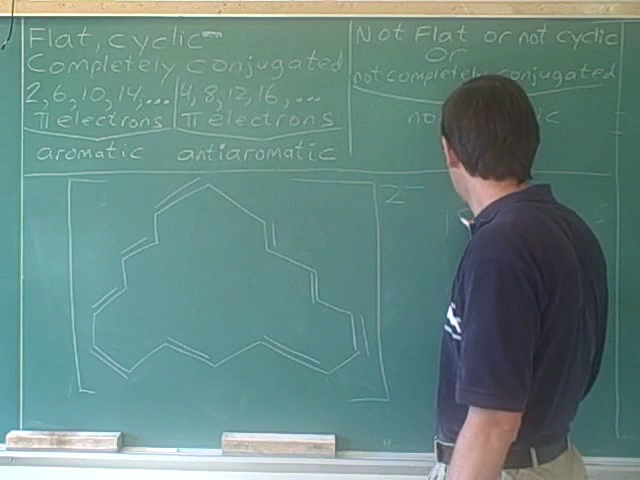 Flat, cyclic
Completely conjugated
2, 6, 10, 14, ... 4, 8, 12, 16, ...
π electrons π electrons
aromatic antiaromatic
Not Flat or not cyclic
or
not completely conjugated
2-